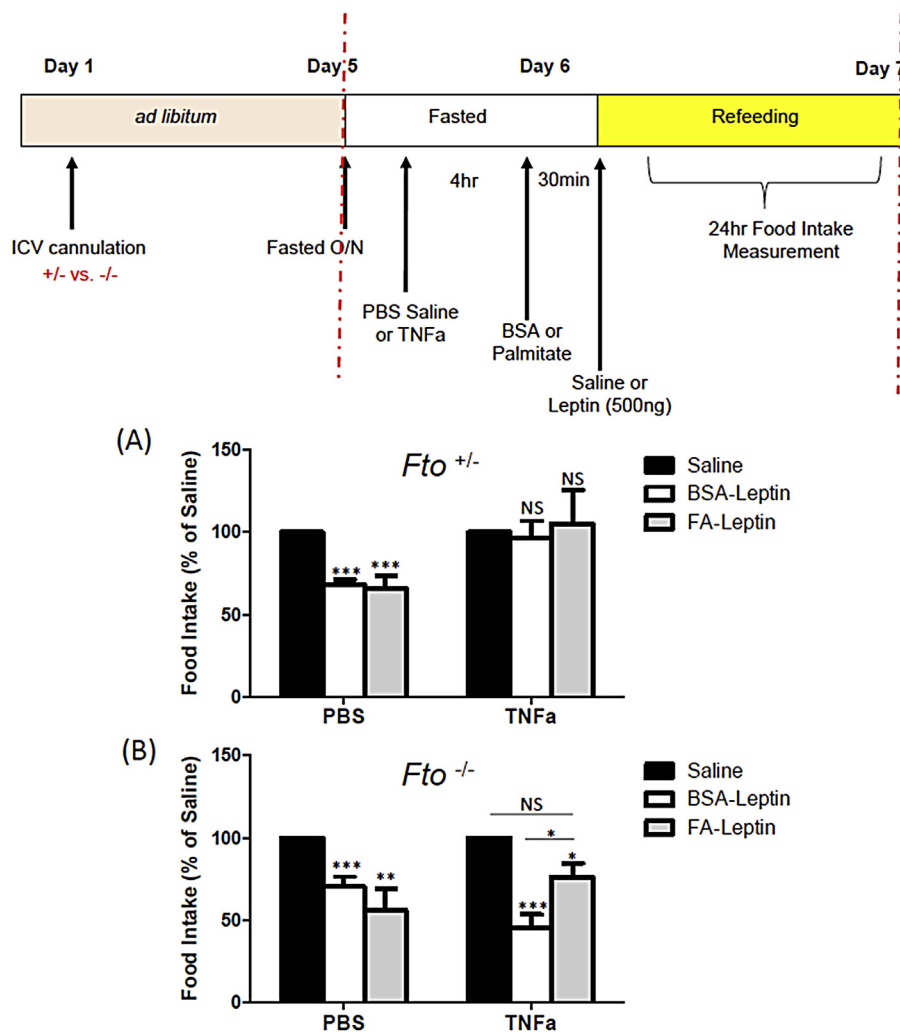 Day 1 Day 5 Day 6 Day 7
ad libitum Fasted Refeeding
4hr 30min
ICV cannulation
+/- vs. -/-
Fasted O/N
PBS Saline
or TNFa
BSA or
Palmitate
Saline or
Leptin (500ng)
24hr Food Intake
Measurement
(A)
Fto +/-
Food Intake (% of Saline)
150
100
50
0
*** ***
NS NS
PBS TNFa
Saline
BSA-Leptin
FA-Leptin
(B)
Fto -/-
Food Intake (% of Saline)
150
100
50
0
*** **
NS
*
*** *
PBS TNFa
Saline
BSA-Leptin
FA-Leptin